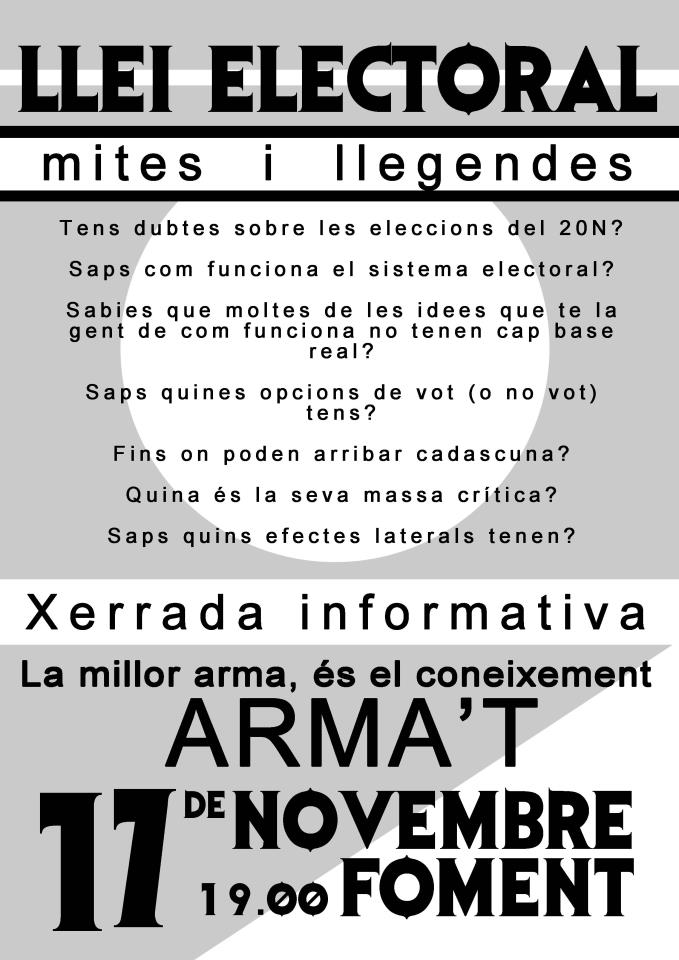 LLEI ELECTORAL
mites i llegendes
Tens dubtes sobre les eleccions del 20N?
Saps com funciona el sistema electoral?
Sabies que moltes de les idees que te la
gent de com funciona no tenen cap base
real?
Saps quines opcions de vot (o no vot)
tens?
Fins on poden arribar cadascuna?
Quina és la seva massa crítica?
Saps quins efectes laterals tenen?
Xerrada informativa
La millor arma, és el coneixement
ARMA'T
17 DE NOVEMBRE
19.00 FOMENT